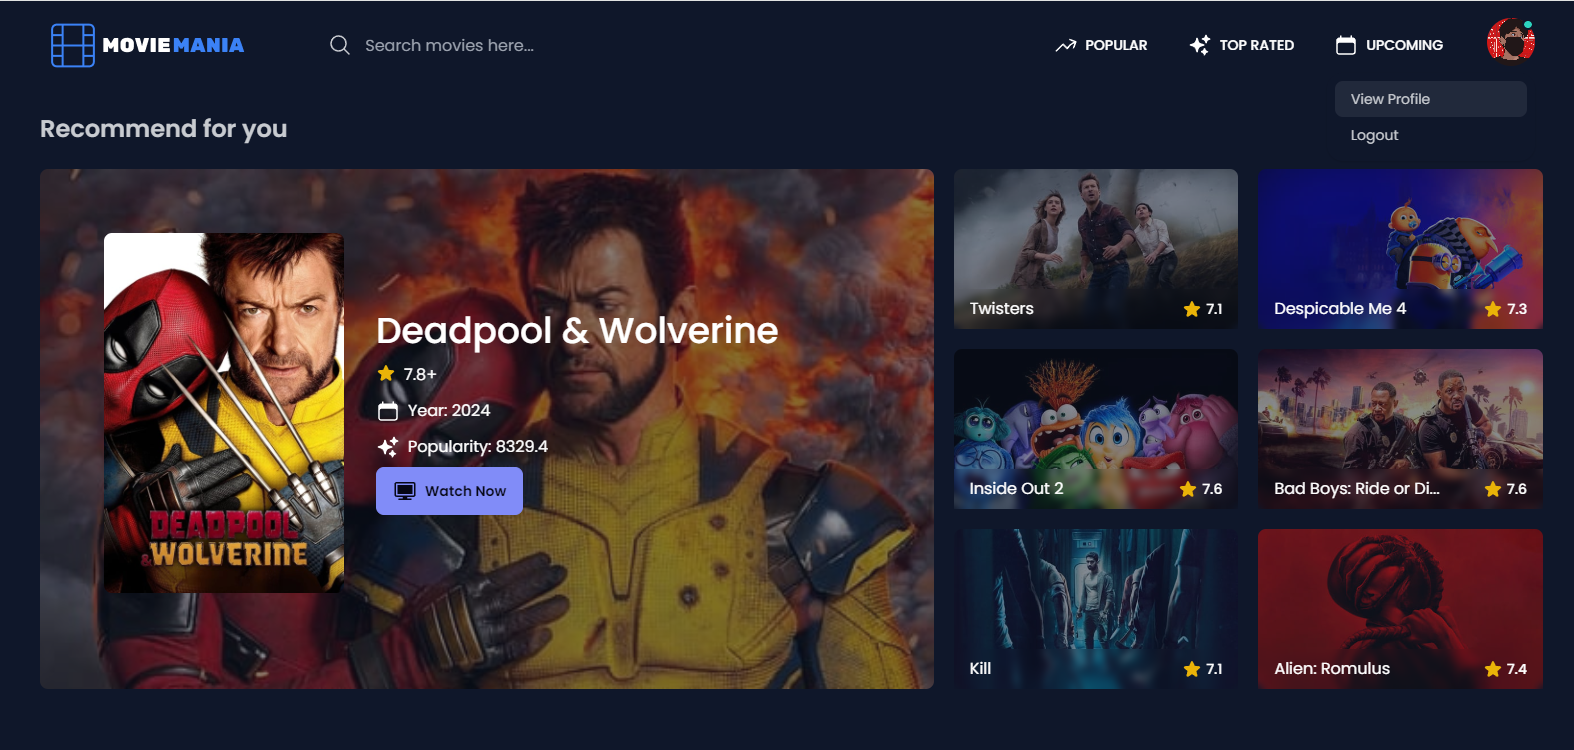 MOVIEMANIA
Search movies here...
POPULAR
TOP RATED
UPCOMING
View Profile
Logout
Recommend for you
DEADPOOL
& WOLVERINE
Deadpool & Wolverine
7.8+
Year: 2024
Popularity: 8329.4
Watch Now
Twisters
7.1
Despicable Me 4
7.3
Inside Out 2
7.6
Bad Boys: Ride or Di...
7.6
Kill
7.1
Alien: Romulus
7.4